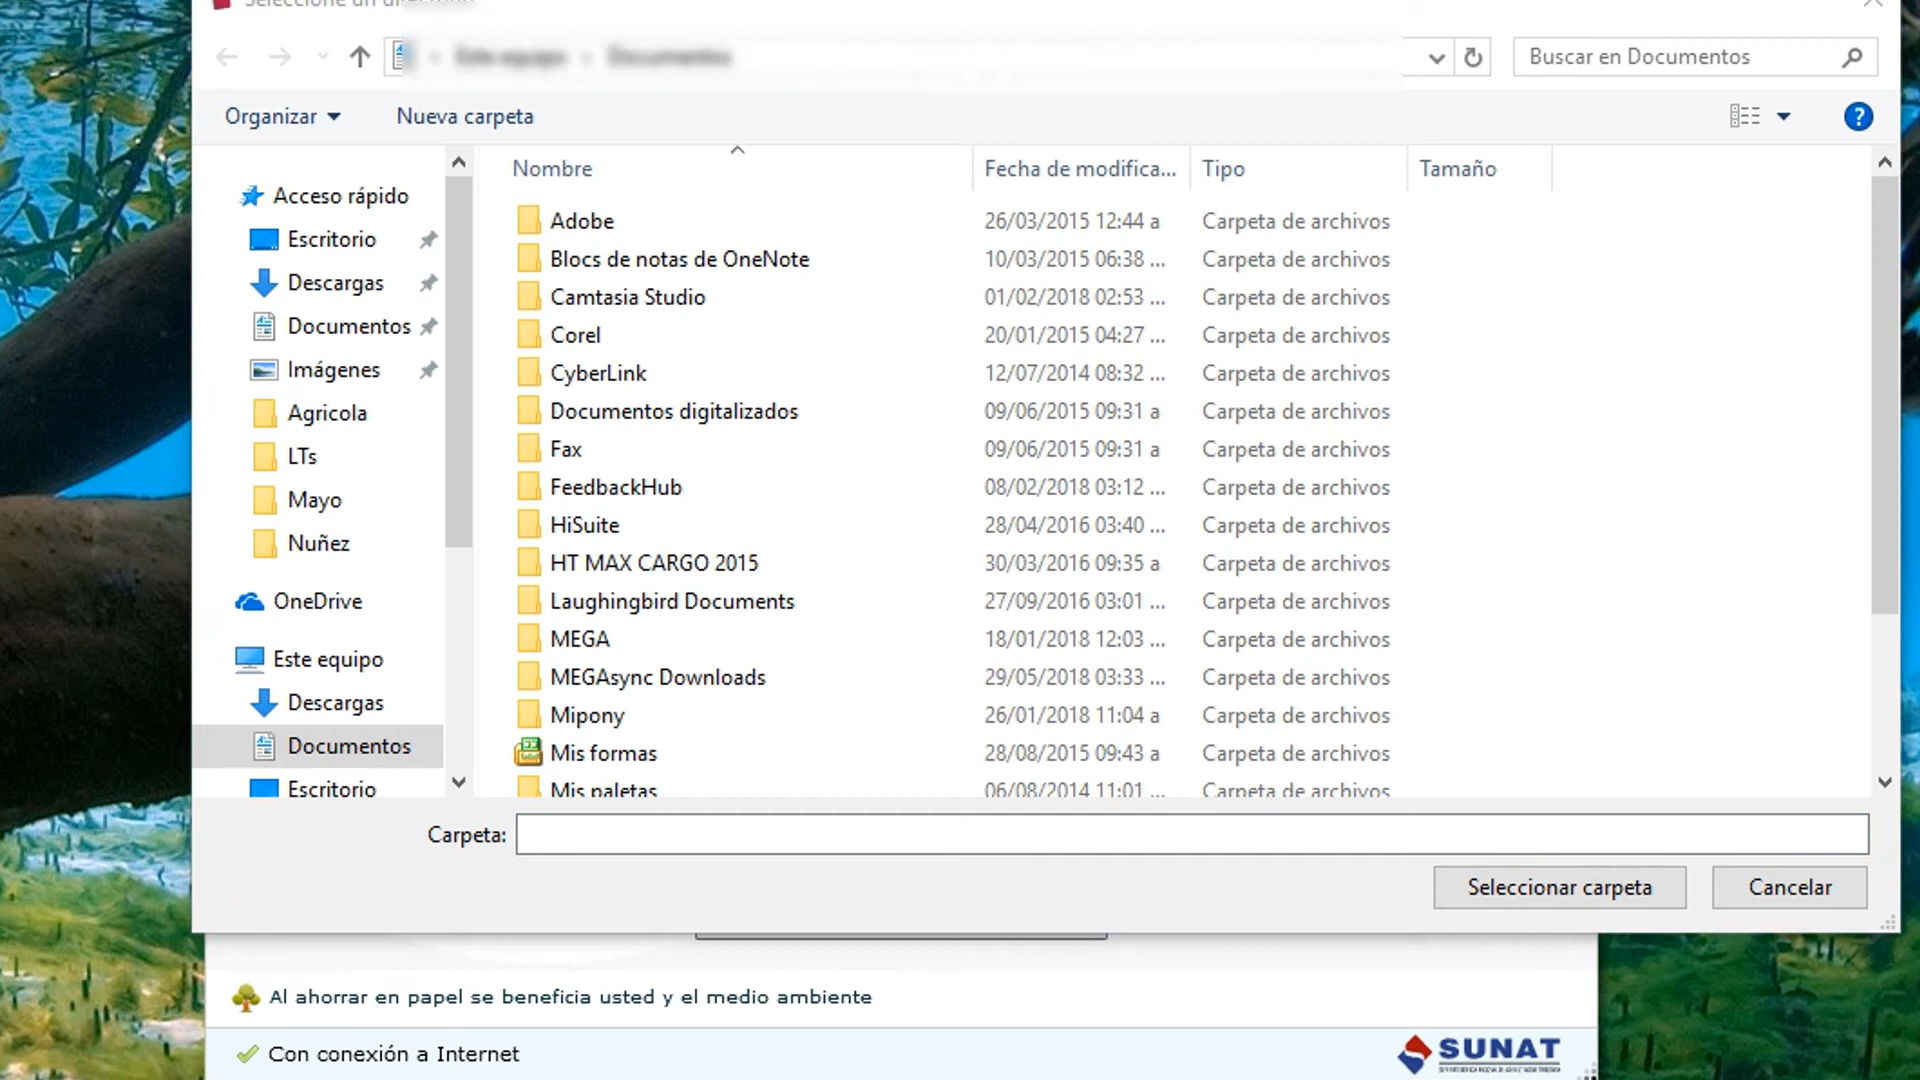 Seleccione un directorio
Este equipo Documentos
Buscar en Documentos
Organizar
Nueva carpeta
?
Nombre Fecha de modifica... Tipo Tamaño
Acceso rápido
Escritorio
Descargas
Documentos
Imágenes
Agricola
LTs
Mayo
Nuñez
OneDrive
Este equipo
Descargas
Documentos
Escritorio
Adobe 26/03/2015 12:44 a Carpeta de archivos
Blocs de notas de OneNote 10/03/2015 06:38 ... Carpeta de archivos
Camtasia Studio 01/02/2018 02:53 ... Carpeta de archivos
Corel 20/01/2015 04:27 ... Carpeta de archivos
CyberLink 12/07/2014 08:32 ... Carpeta de archivos
Documentos digitalizados 09/06/2015 09:31 a Carpeta de archivos
Fax 09/06/2015 09:31 a Carpeta de archivos
FeedbackHub 08/02/2018 03:12 ... Carpeta de archivos
HiSuite 28/04/2016 03:40 ... Carpeta de archivos
HT MAX CARGO 2015 30/03/2016 09:35 a Carpeta de archivos
Laughingbird Documents 27/09/2016 03:01 ... Carpeta de archivos
MEGA 18/01/2018 12:03 ... Carpeta de archivos
MEGAsync Downloads 29/05/2018 03:33 ... Carpeta de archivos
Mipony 26/01/2018 11:04 a Carpeta de archivos
Mis formas 28/08/2015 09:43 a Carpeta de archivos
Mis paletas 06/08/2014 11:01 ... Carpeta de archivos
Carpeta:
Seleccionar carpeta Cancelar
Al ahorrar en papel se beneficia usted y el medio ambiente
Con conexión a Internet
SUNAT